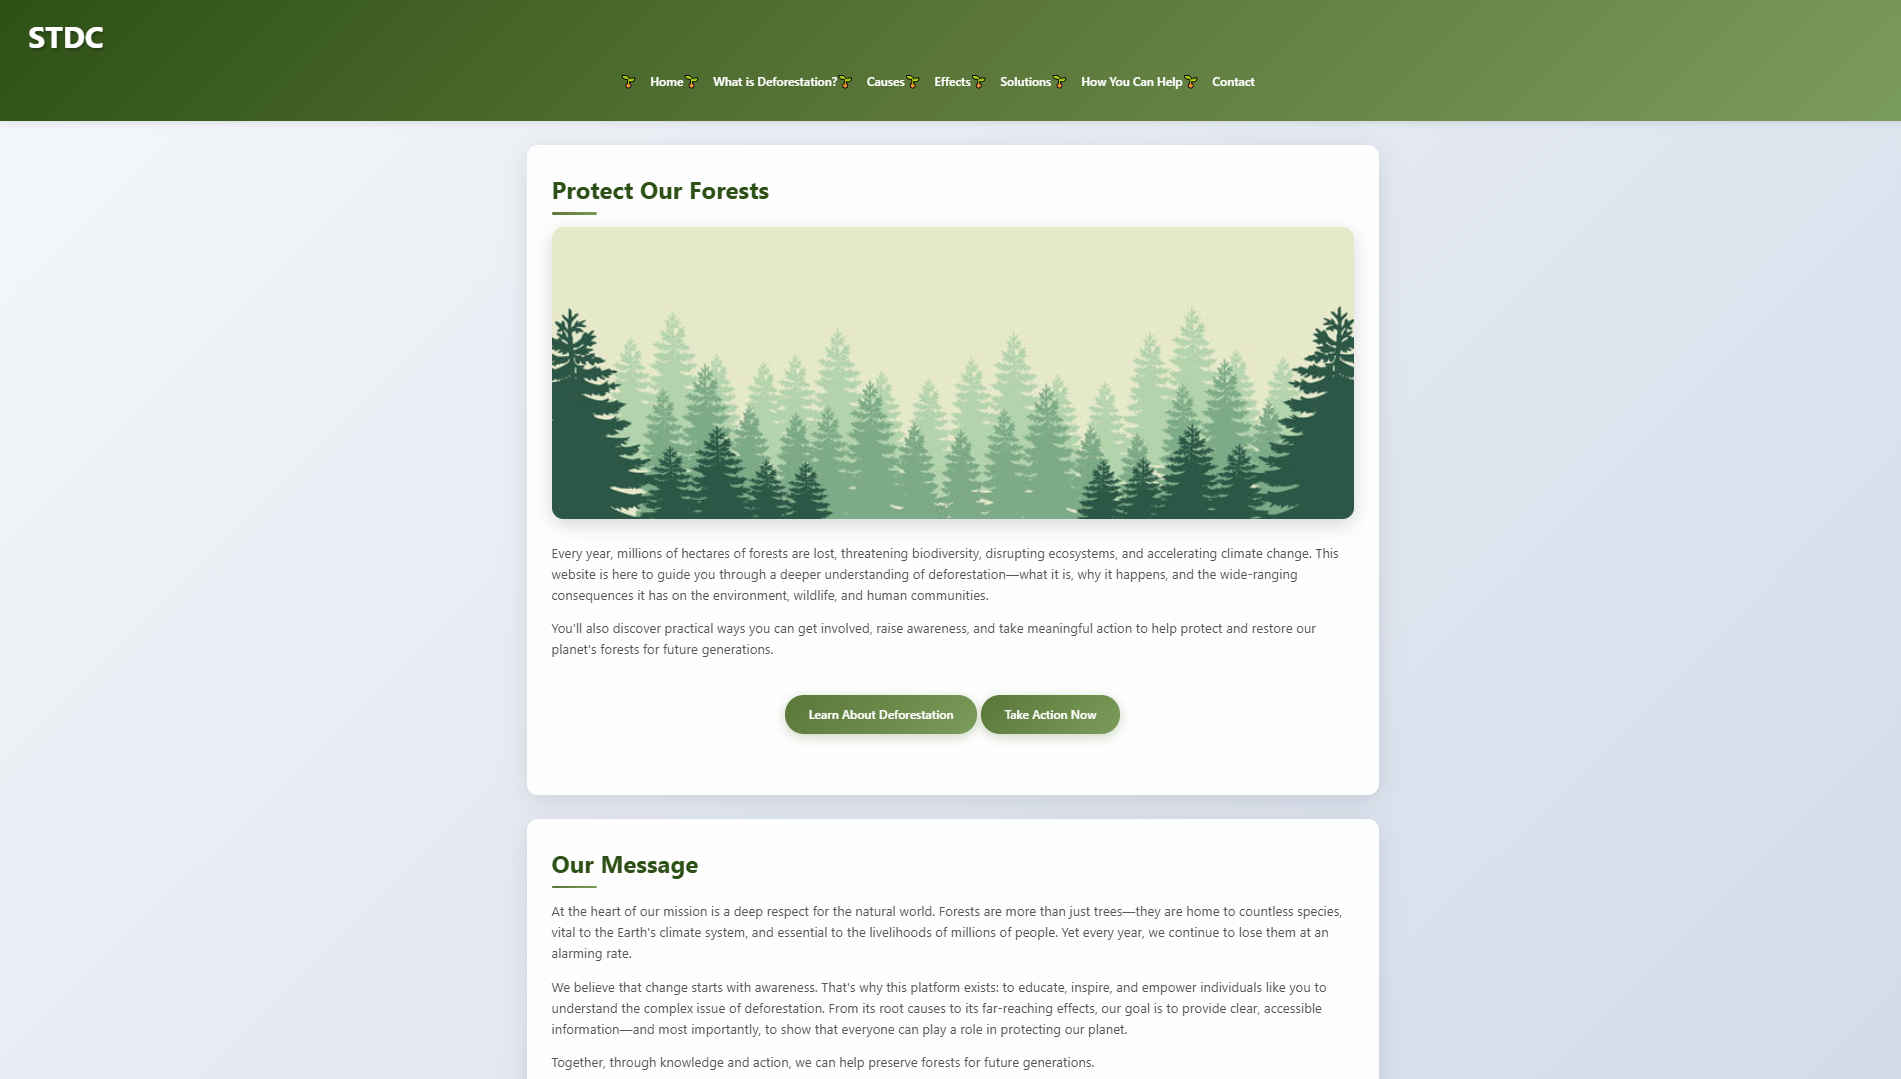 STDC
Home What is Deforestation? Causes Effects Solutions How You Can Help Contact
Protect Our Forests
Every year, millions of hectares of forests are lost, threatening biodiversity, disrupting ecosystems, and accelerating climate change. This
website is here to guide you through a deeper understanding of deforestation—what it is, why it happens, and the wide-ranging
consequences it has on the environment, wildlife, and human communities.
You'll also discover practical ways you can get involved, raise awareness, and take meaningful action to help protect and restore our
planet's forests for future generations.
Learn About Deforestation Take Action Now
Our Message
At the heart of our mission is a deep respect for the natural world. Forests are more than just trees—they are home to countless species,
vital to the Earth's climate system, and essential to the livelihoods of millions of people. Yet every year, we continue to lose them at an
alarming rate.
We believe that change starts with awareness. That's why this platform exists: to educate, inspire, and empower individuals like you to
understand the complex issue of deforestation. From its root causes to its far-reaching effects, our goal is to provide clear, accessible
information—and most importantly, to show that everyone can play a role in protecting our planet.
Together, through knowledge and action, we can help preserve forests for future generations.